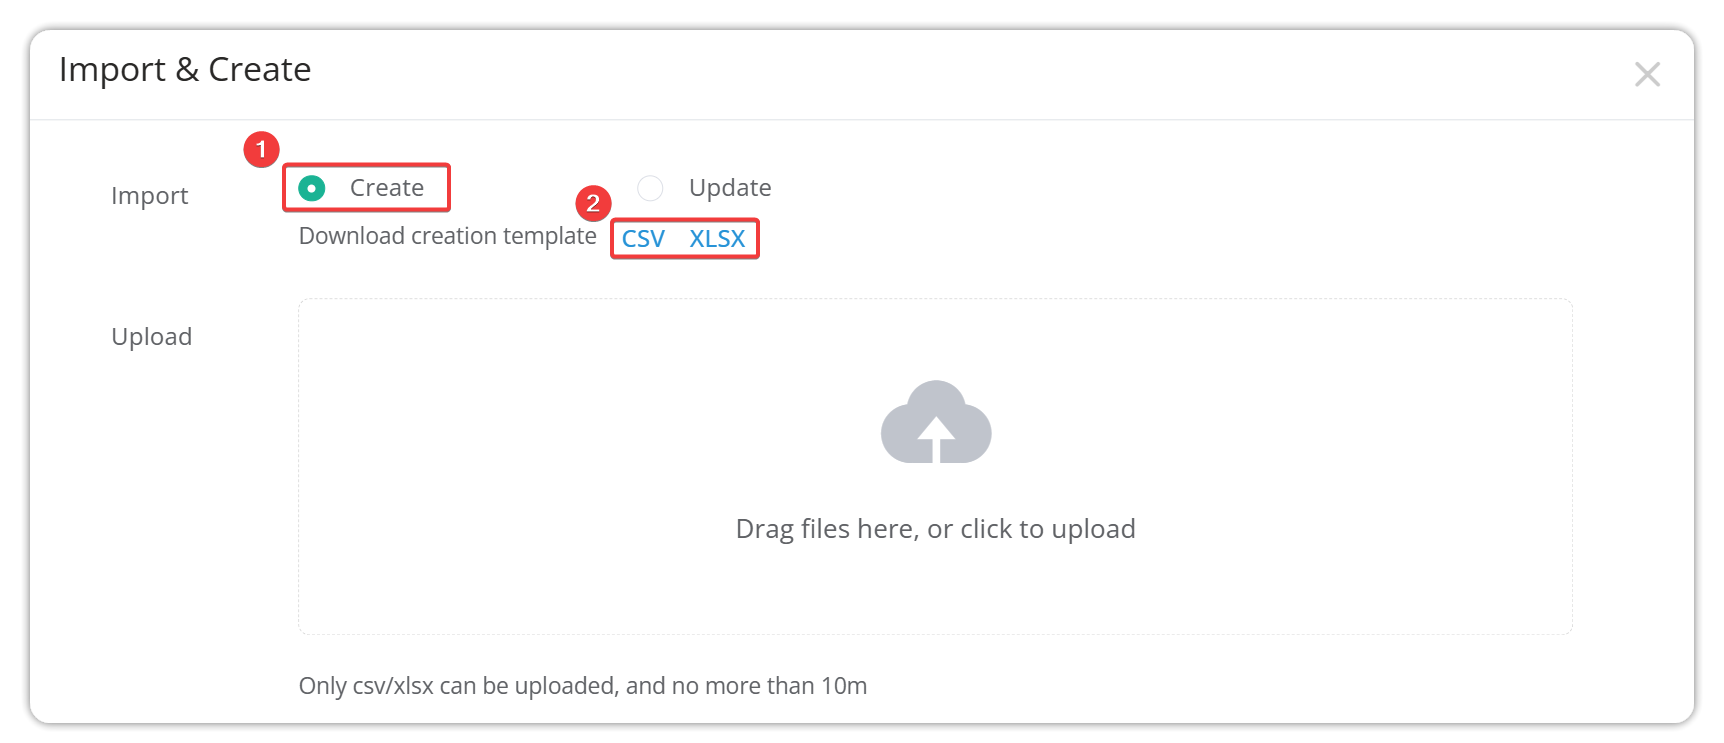 Import & Create
1
Import
Create
Update
2
Download creation template CSV XLSX
Upload
Drag files here, or click to upload
Only csv/xlsx can be uploaded, and no more than 10m